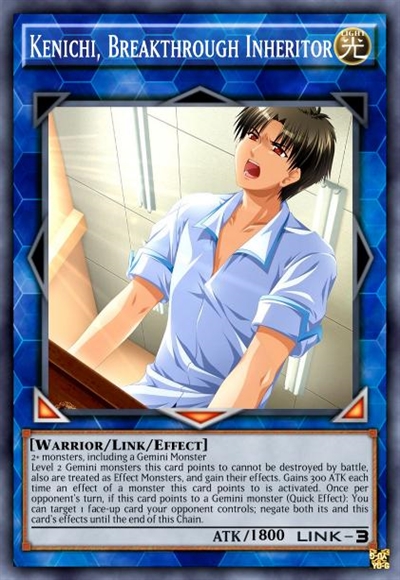 KENICHI, BREAKTHROUGH INHERITOR
LIGHT
光
[WARRIOR/LINK/EFFECT]
2+ monsters, including a Gemini Monster
Level 2 Gemini monsters this card points to cannot be destroyed by battle,
also are treated as Effect Monsters, and gain their effects. Gains 300 ATK each
time an effect of a monster this card points to is activated. Once per
opponent's turn, if this card points to a Gemini monster (Quick Effect): You
can target 1 face-up card your opponent controls; negate both its and this
card's effects until the end of this Chain.
ATK/1800 LINK-3